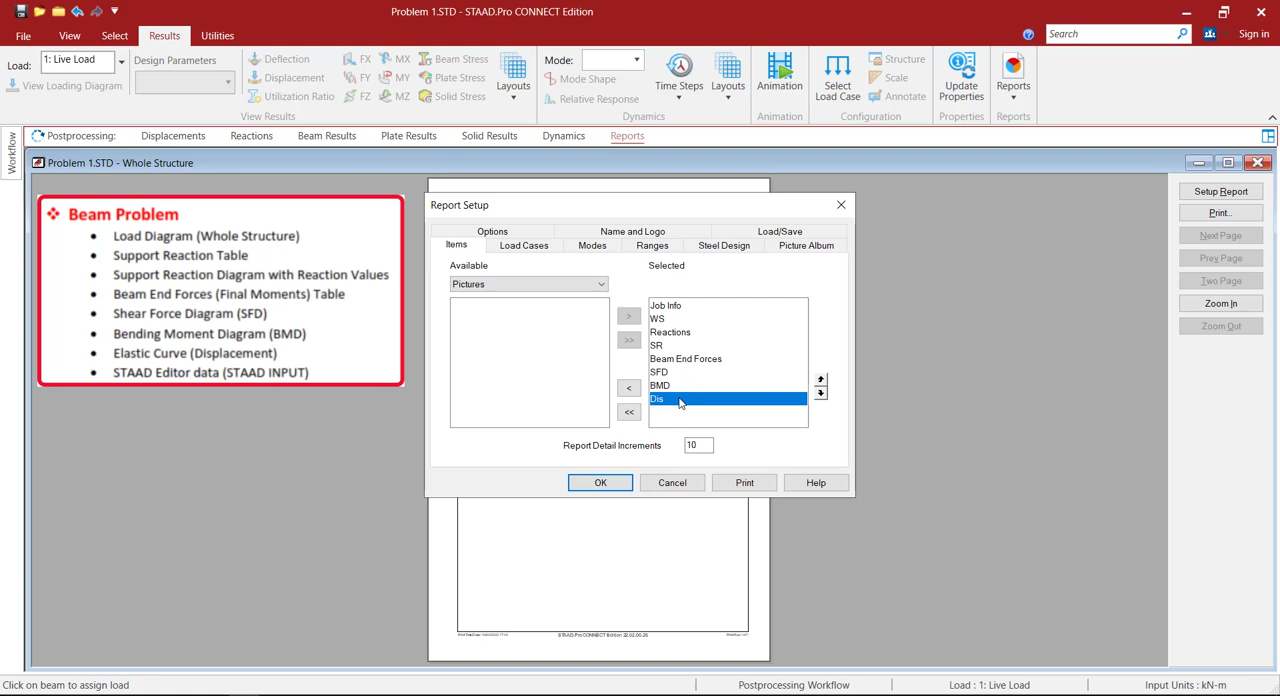 Problem 1.STD - STAAD.Pro CONNECT Edition
File View Select Results Utilities
Search
Sign in
Load: 1: Live Load
View Loading Diagram
Design Parameters
Deflection
Displacement
Utilization Ratio
FX MX Beam Stress
FY MY Plate Stress
FZ MZ Solid Stress
Layouts
View Results
Mode:
Mode Shape
Relative Response
Time Steps
Layouts
Dynamics
Animation
Animation
Select Load Case
Structure
Scale
Annotate
Configuration
Update Properties
Properties
Reports
Reports
Workflow
Postprocessing: Displacements Reactions Beam Results Plate Results Solid Results Dynamics Reports
Problem 1.STD - Whole Structure
❖ Beam Problem
• Load Diagram (Whole Structure)
• Support Reaction Table
• Support Reaction Diagram with Reaction Values
• Beam End Forces (Final Moments) Table
• Shear Force Diagram (SFD)
• Bending Moment Diagram (BMD)
• Elastic Curve (Displacement)
• STAAD Editor data (STAAD INPUT)
Report Setup
Options Name and Logo Load/Save
Items Load Cases Modes Ranges Steel Design Picture Album
Available
Pictures
Selected
Job Info
WS
Reactions
SR
Beam End Forces
SFD
BMD
Dis
>
>>
<
<<
Report Detail Increments 10
OK Cancel Print Help
Setup Report
Print...
Next Page
Prev Page
Two Page
Zoom In
Zoom Out
STAAD.Pro CONNECT Edition 22.02.00.26
Click on beam to assign load
Postprocessing Workflow
Load : 1: Live Load
Input Units : kN-m